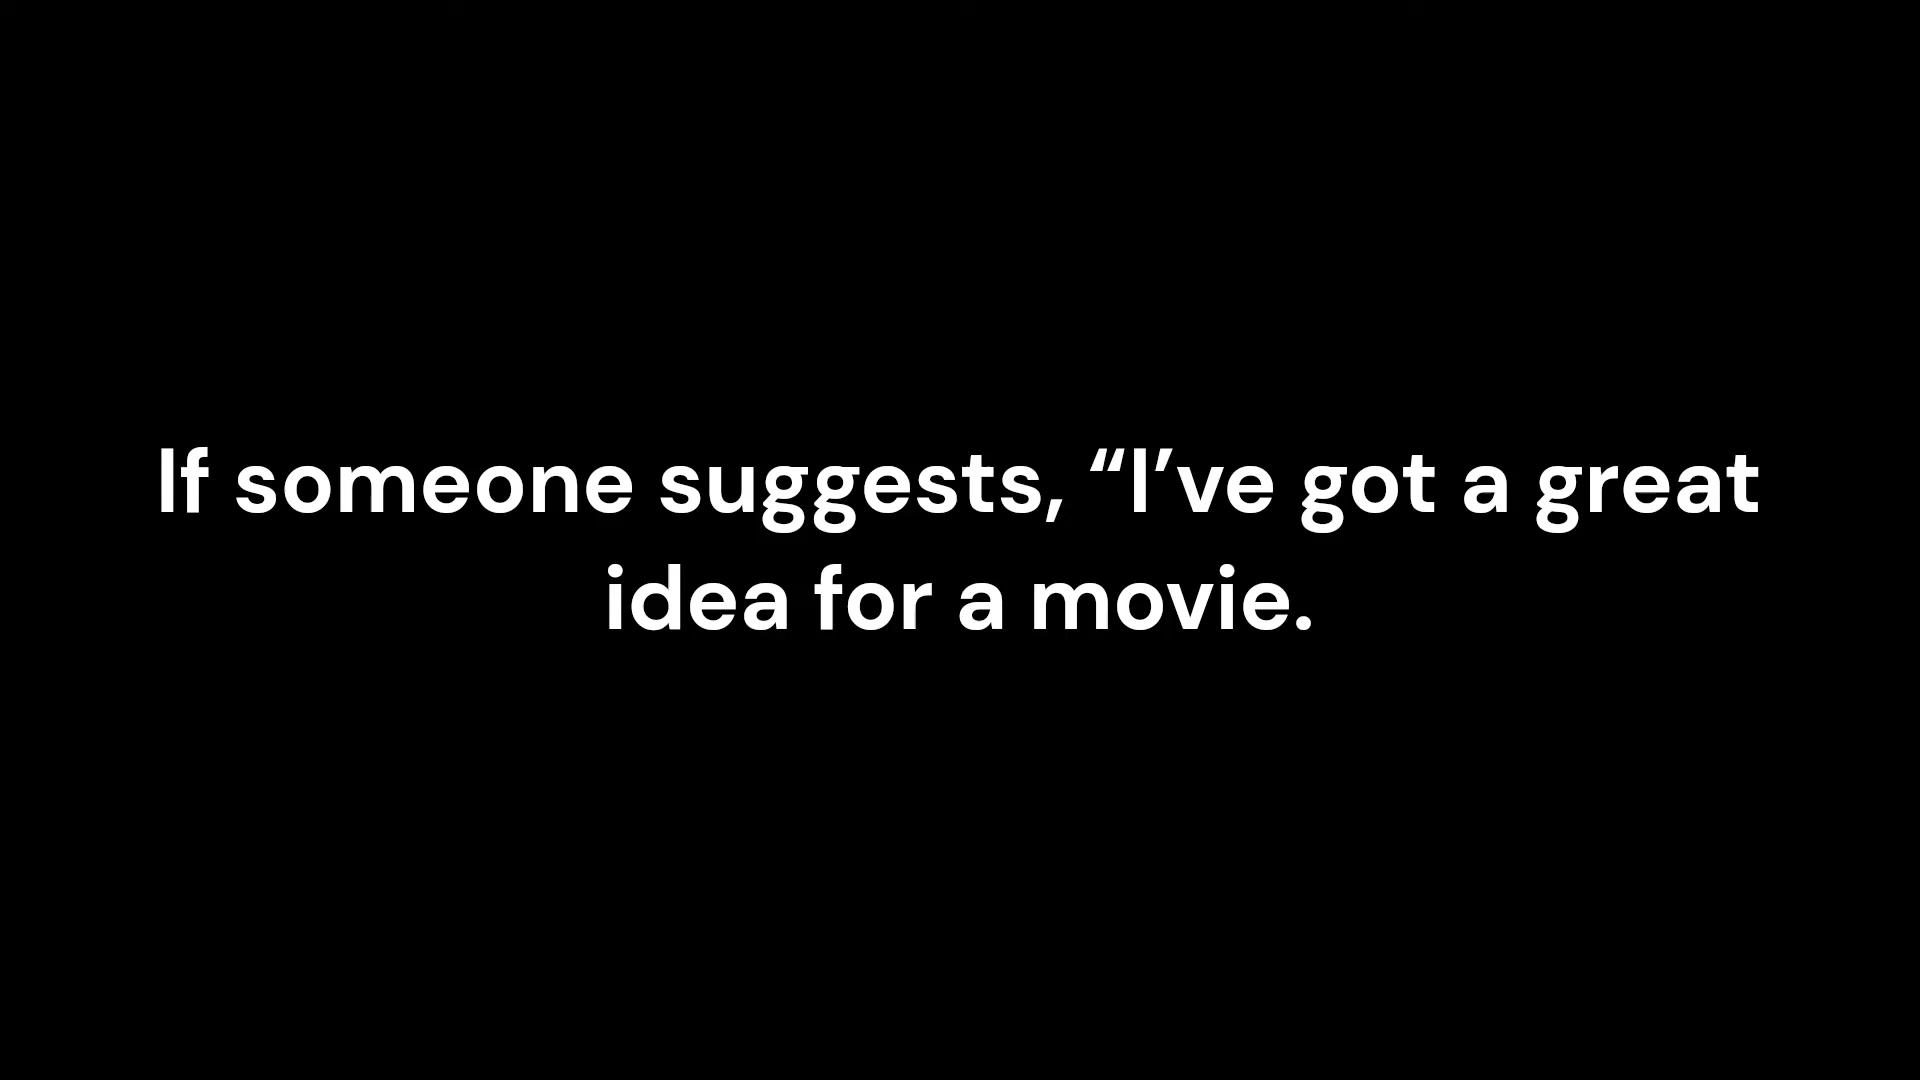 If someone suggests, “I’ve got a great
idea for a movie.